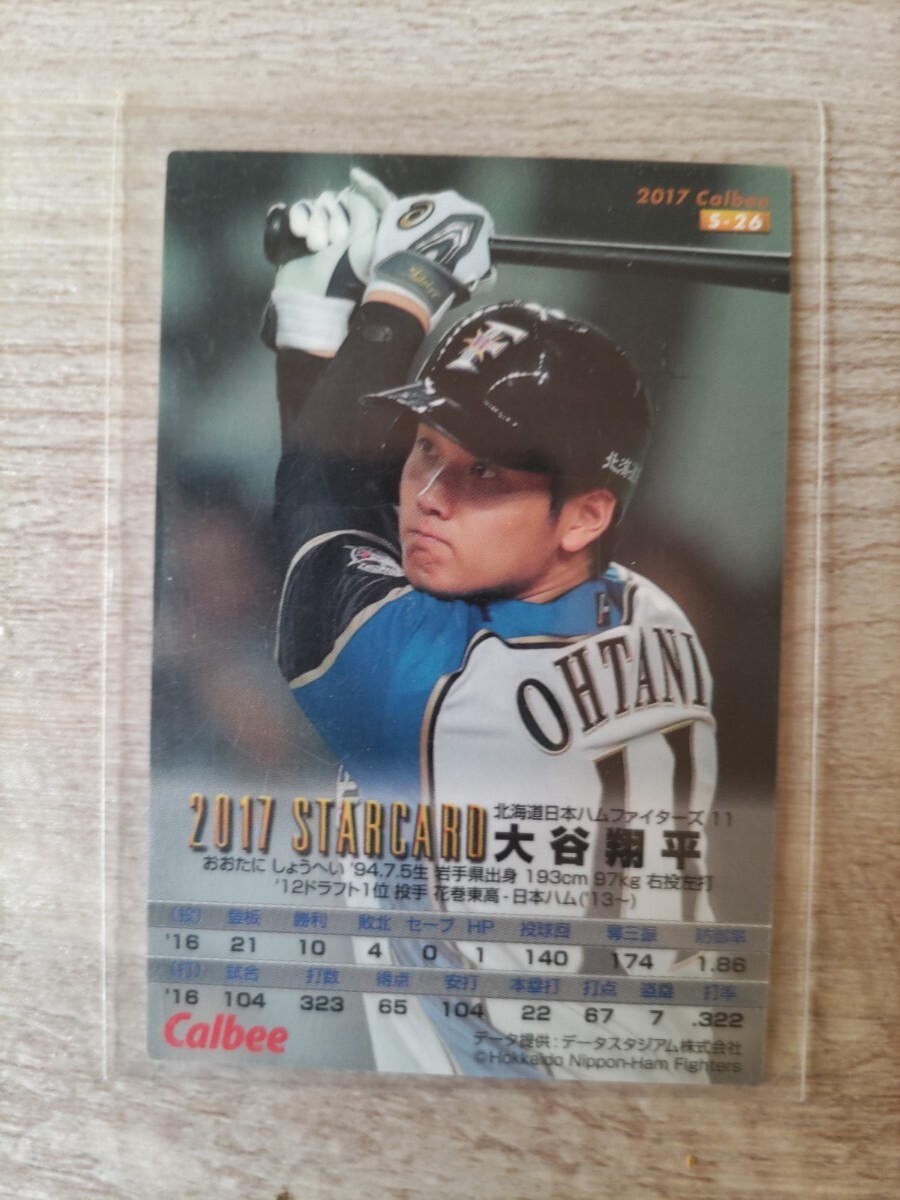 2017 Calbee
S-26
F
北海道
OHTANI
11
2017 STARCARD
北海道日本ハムファイターズ 11
大谷翔平
おおたに しょうへい '94.7.5生 岩手県出身 193cm 97kg 右投左打
'12ドラフト1位 投手 花巻東高-日本ハム('13〜)
(投) 登板 勝利 敗北 セーブ HP 投球回 奪三振 防御率
'16 21 10 4 0 1 140 174 1.86
(打) 試合 打数 得点 安打 本塁打 打点 盗塁 打率
'16 104 323 65 104 22 67 7 .322
Calbee
データ提供:データスタジアム株式会社
©Hokkaido Nippon-Ham Fighters